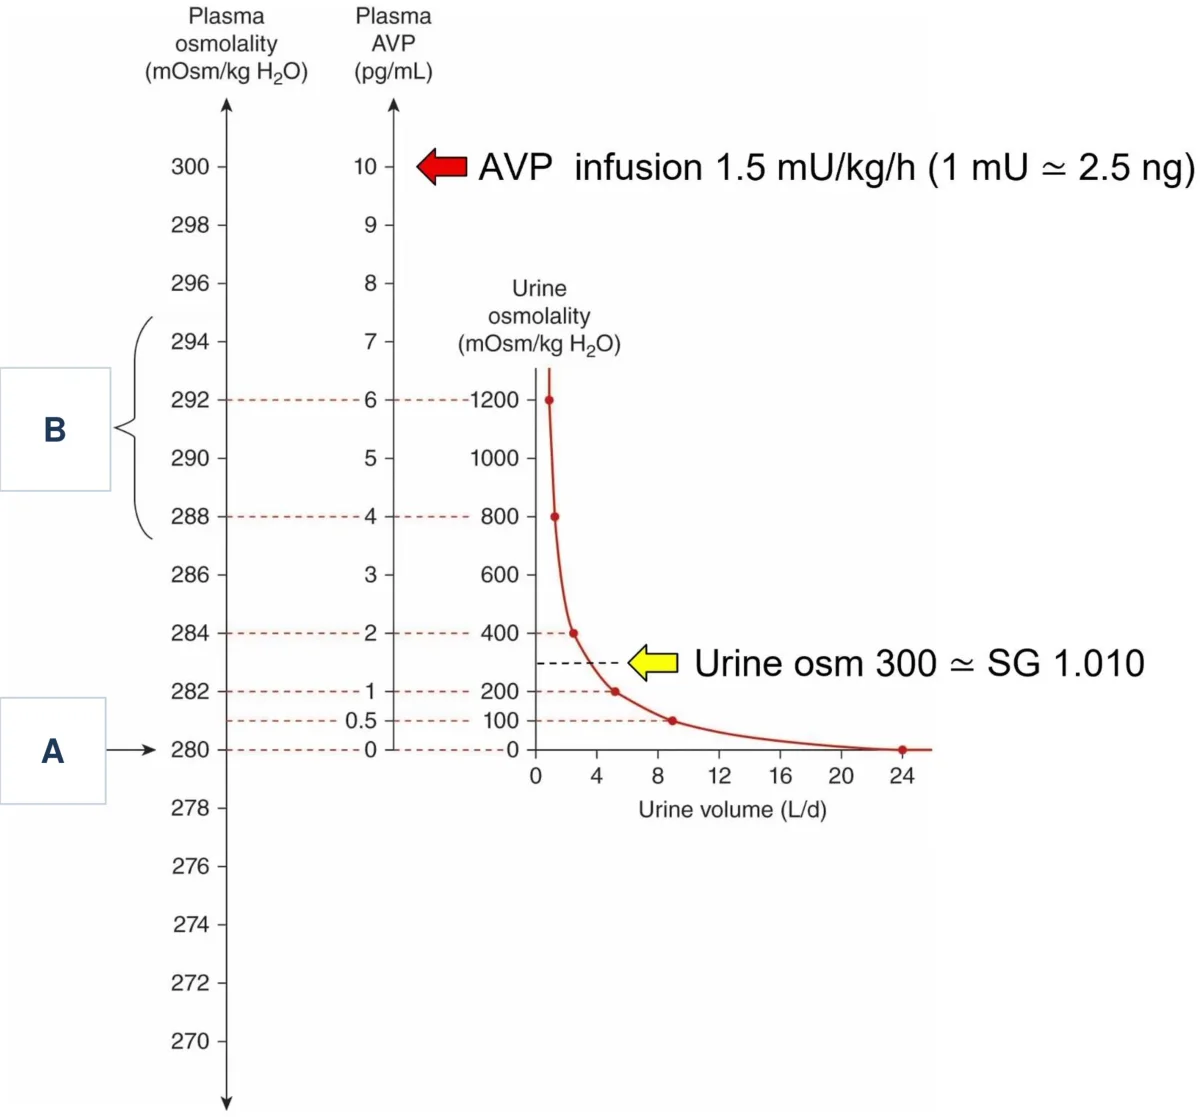 Plasma
osmolality
(mOsm/kg H₂O)
Plasma
AVP
(pg/mL)
300
298
296
294
292
290
288
286
284
282
280
278
276
274
272
270
10
9
8
7
6
5
4
3
2
1
0.5
0
AVP infusion 1.5 mU/kg/h (1 mU ≃ 2.5 ng)
Urine
osmolality
(mOsm/kg H₂O)
1200
1000
800
600
400
200
100
0
Urine osm 300 ≃ SG 1.010
0 4 8 12 16 20 24
Urine volume (L/d)
B
A